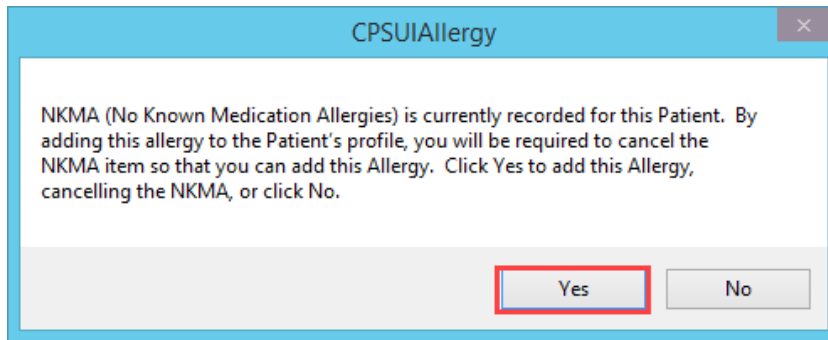 CPSUIAllergy
NKMA (No Known Medication Allergies) is currently recorded for this Patient.  By
adding this allergy to the Patient's profile, you will be required to cancel the
NKMA item so that you can add this Allergy.  Click Yes to add this Allergy,
cancelling the NKMA, or click No.
Yes
No